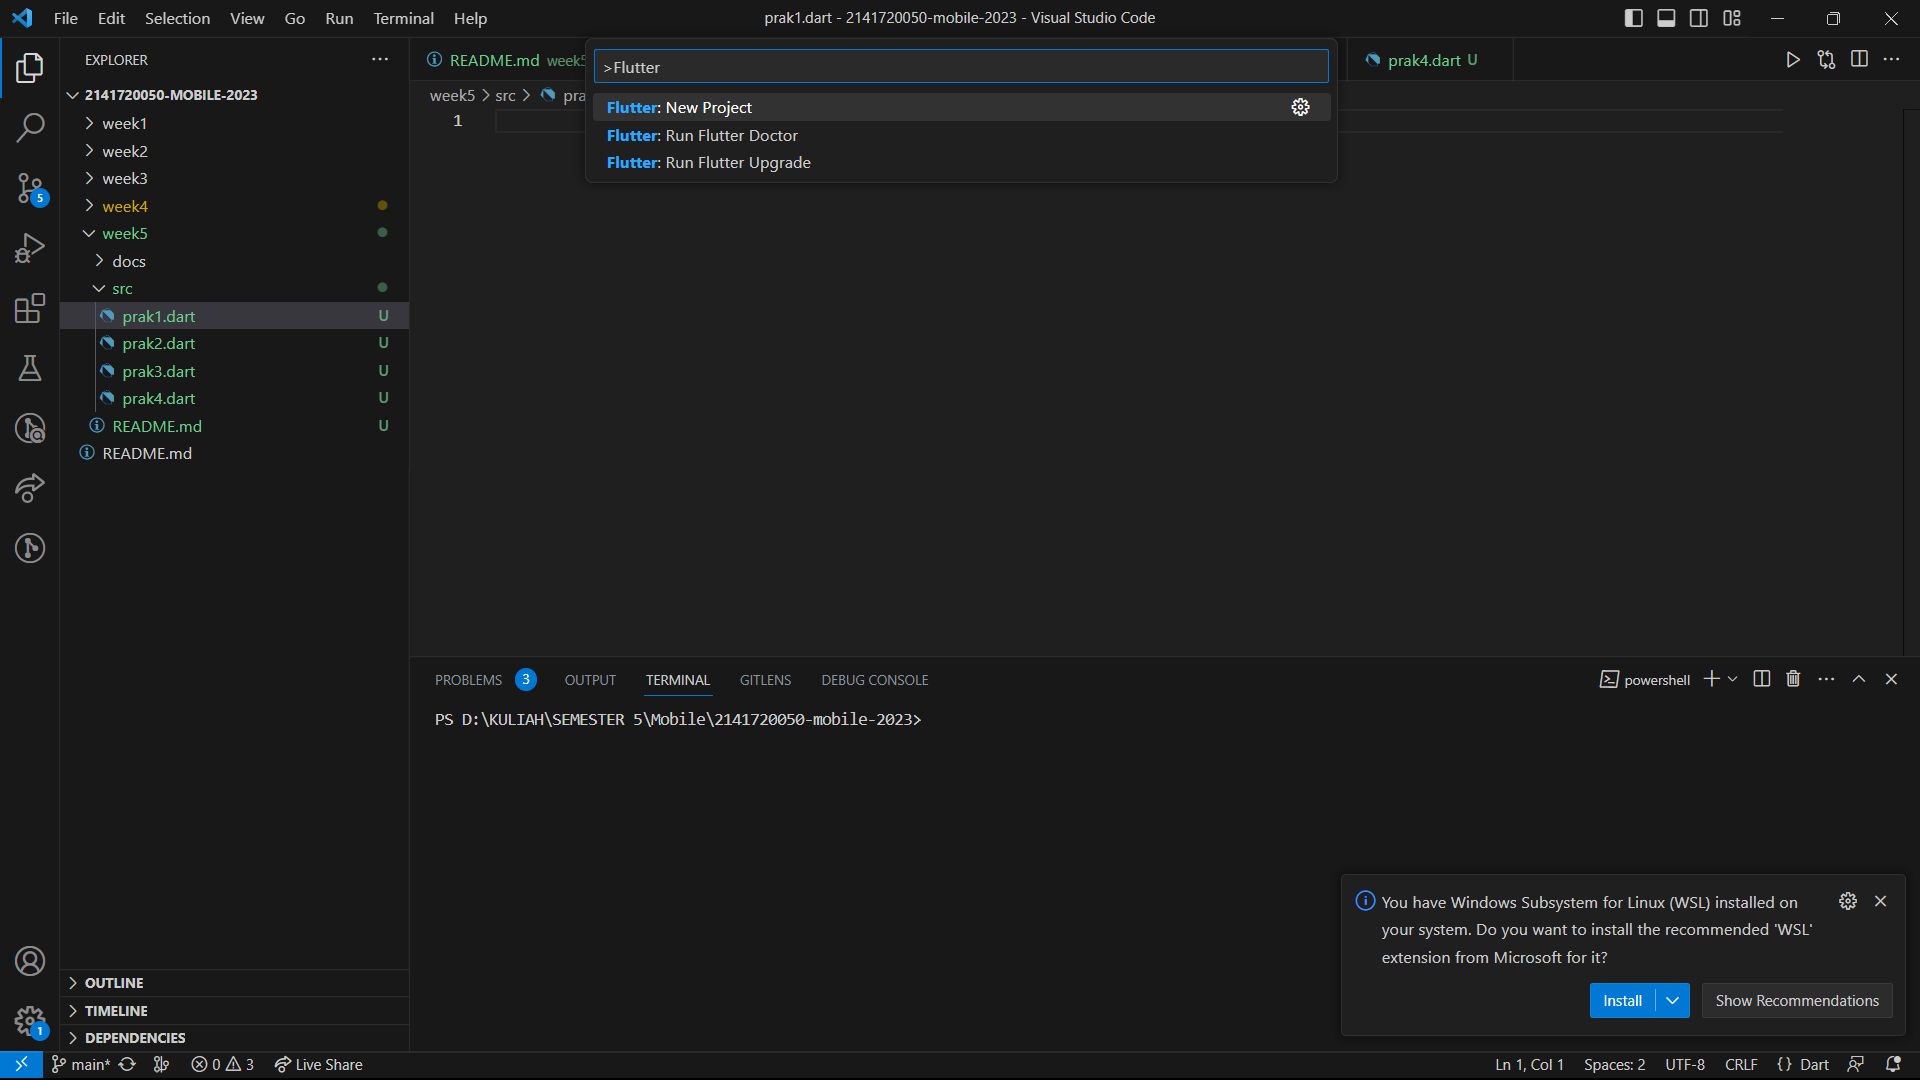 File Edit Selection View Go Run Terminal Help
prak1.dart - 2141720050-mobile-2023 - Visual Studio Code
EXPLORER
2141720050-MOBILE-2023
week1
week2
week3
week4
week5
docs
src
prak1.dart U
prak2.dart U
prak3.dart U
prak4.dart U
README.md U
README.md
5
OUTLINE
TIMELINE
DEPENDENCIES
1
README.md week5
prak4.dart U
week5 > src > pra
1
>Flutter
Flutter: New Project
Flutter: Run Flutter Doctor
Flutter: Run Flutter Upgrade
PROBLEMS 3 OUTPUT TERMINAL GITLENS DEBUG CONSOLE
powershell
PS D:\KULIAH\SEMESTER 5\Mobile\2141720050-mobile-2023>
You have Windows Subsystem for Linux (WSL) installed on
your system. Do you want to install the recommended 'WSL'
extension from Microsoft for it?
Install
Show Recommendations
main* 0 3 Live Share
Ln 1, Col 1 Spaces: 2 UTF-8 CRLF {} Dart